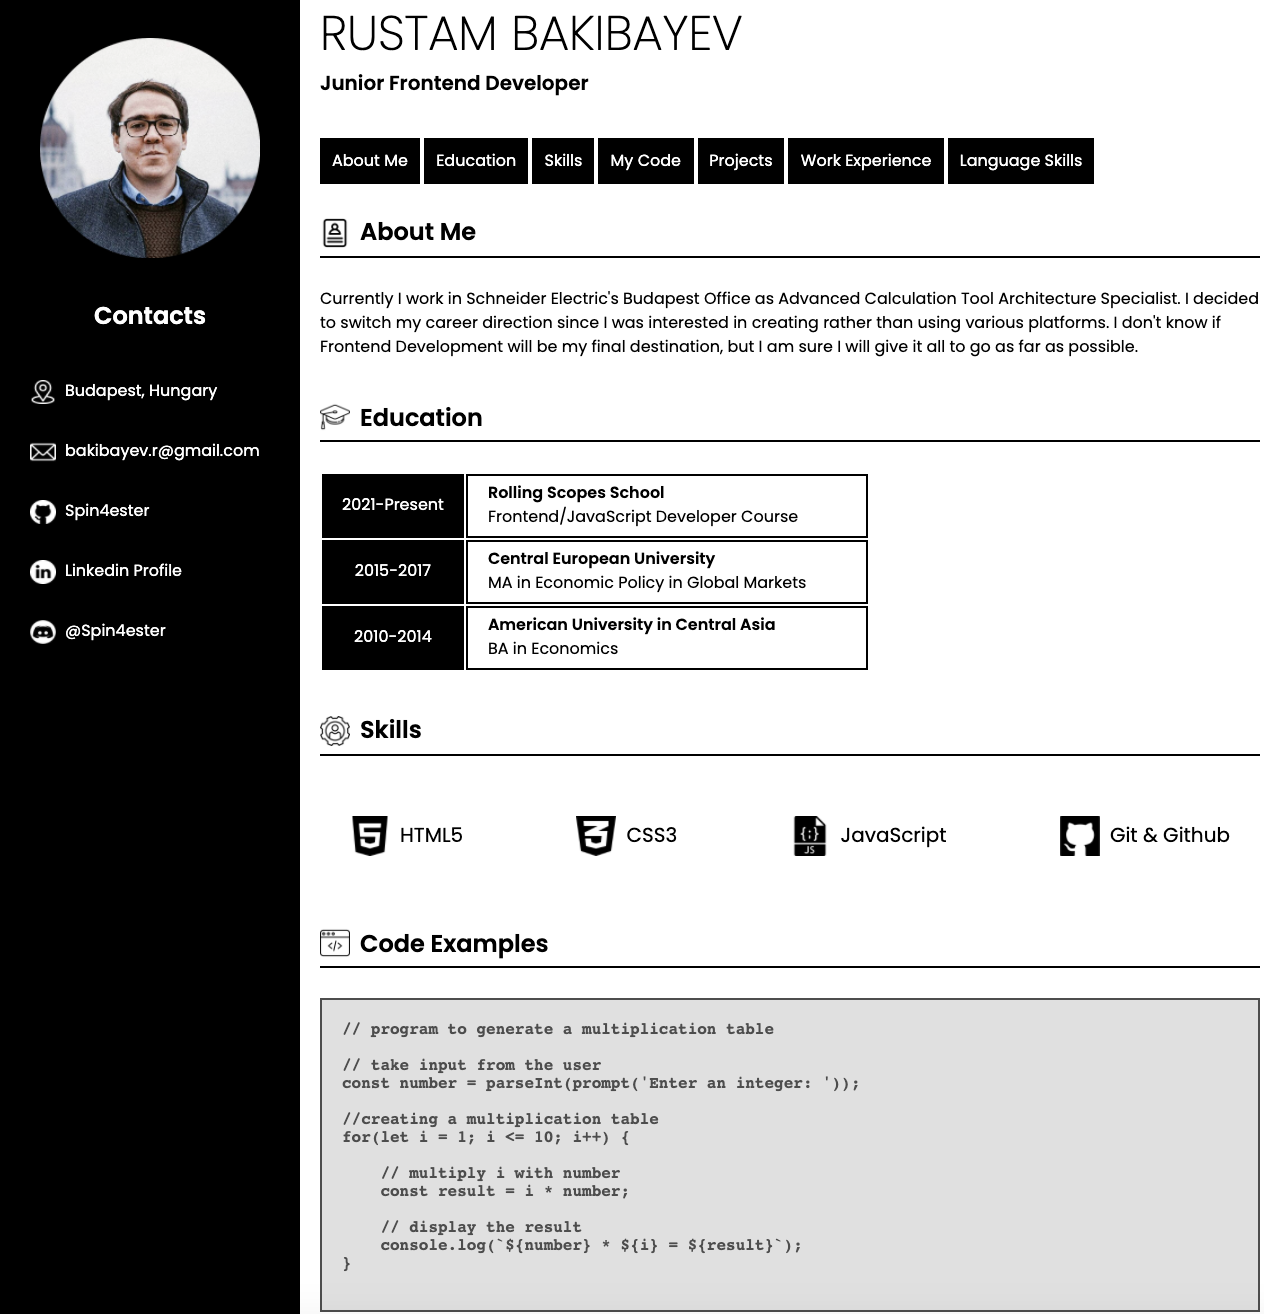 RUSTAM BAKIBAYEV
Junior Frontend Developer
About Me
Education
Skills
My Code
Projects
Work Experience
Language Skills
Contacts
Budapest, Hungary
bakibayev.r@gmail.com
Spin4ester
Linkedin Profile
@Spin4ester
About Me
Currently I work in Schneider Electric's Budapest Office as Advanced Calculation Tool Architecture Specialist. I decided
to switch my career direction since I was interested in creating rather than using various platforms. I don't know if
Frontend Development will be my final destination, but I am sure I will give it all to go as far as possible.
Education
2021-Present
Rolling Scopes School
Frontend/JavaScript Developer Course
2015-2017
Central European University
MA in Economic Policy in Global Markets
2010-2014
American University in Central Asia
BA in Economics
Skills
HTML5
CSS3
JS
JavaScript
Git & Github
Code Examples
// program to generate a multiplication table
// take input from the user
const number = parseInt(prompt('Enter an integer: '));
//creating a multiplication table
for(let i = 1; i <= 10; i++) {
// multiply i with number
const result = i * number;
// display the result
console.log(`${number} * ${i} = ${result}`);
}